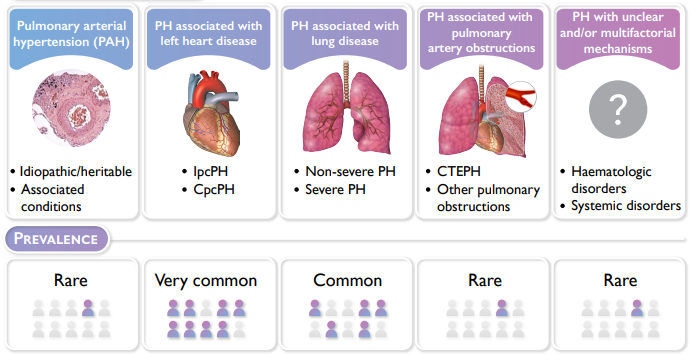 Pulmonary arterial
hypertension (PAH)
• Idiopathic/heritable
• Associated
conditions
PH associated with
left heart disease
• IpcPH
• CpcPH
PH associated with
lung disease
• Non-severe PH
• Severe PH
PH associated with
pulmonary
artery obstructions
• CTEPH
• Other pulmonary
obstructions
PH with unclear
and/or multifactorial
mechanisms
?
• Haematologic
disorders
• Systemic disorders
PREVALENCE
Rare
Very common
Common
Rare
Rare